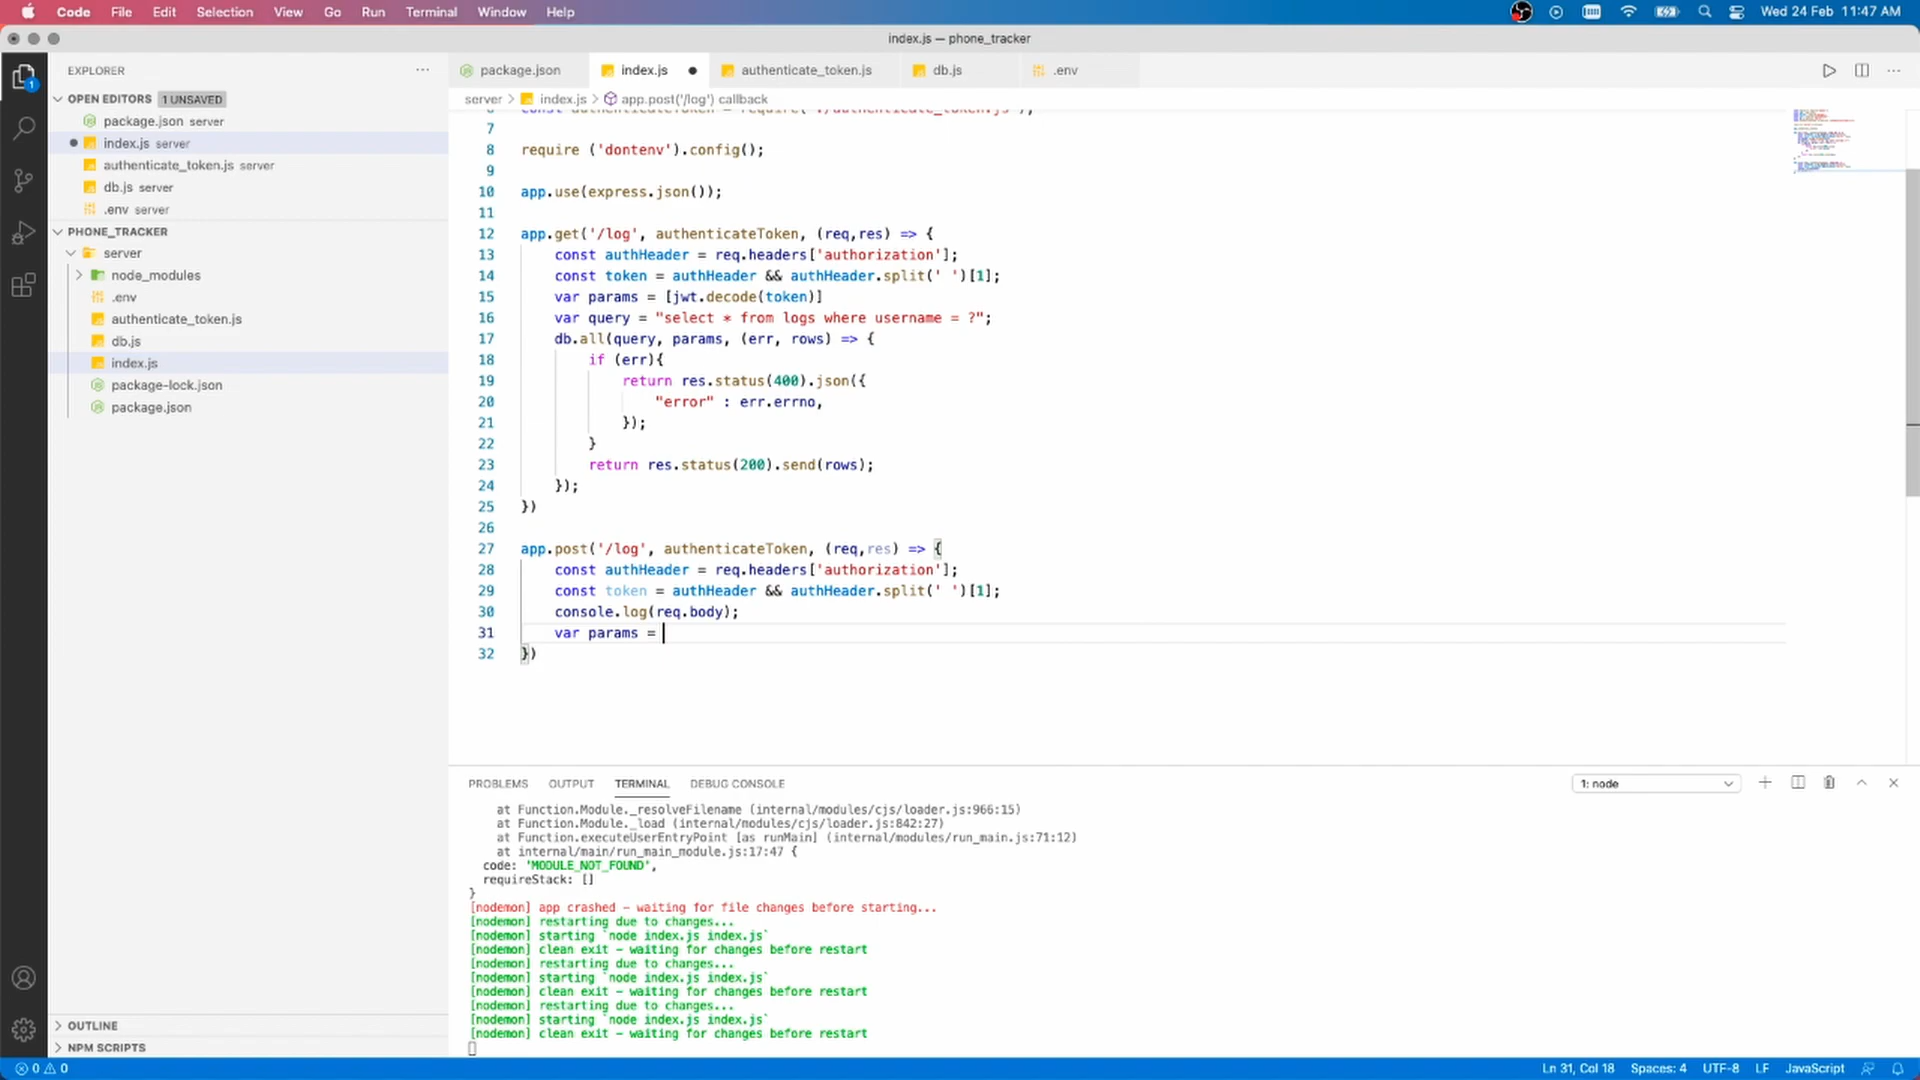 Code File Edit Selection View Go Run Terminal Window Help Wed 24 Feb 11:47 AM
index.js — phone_tracker
EXPLORER
package.json index.js authenticate_token.js db.js .env
OPEN EDITORS 1 UNSAVED
package.json server
index.js server
authenticate_token.js server
db.js server
.env server
PHONE_TRACKER
server
node_modules
.env
authenticate_token.js
db.js
index.js
package-lock.json
package.json
OUTLINE
NPM SCRIPTS
server > index.js > app.post('/log') callback
6 const authenticateToken = require('./authenticate_token.js');
7
8 require ('dontenv').config();
9
10 app.use(express.json());
11
12 app.get('/log', authenticateToken, (req,res) => {
13 const authHeader = req.headers['authorization'];
14 const token = authHeader && authHeader.split(' ')[1];
15 var params = [jwt.decode(token)]
16 var query = "select * from logs where username = ?";
17 db.all(query, params, (err, rows) => {
18 if (err){
19 return res.status(400).json({
20 "error" : err.errno,
21 });
22 }
23 return res.status(200).send(rows);
24 });
25 })
26
27 app.post('/log', authenticateToken, (req,res) => {
28 const authHeader = req.headers['authorization'];
29 const token = authHeader && authHeader.split(' ')[1];
30 console.log(req.body);
31 var params =
32 })
PROBLEMS OUTPUT TERMINAL DEBUG CONSOLE 1: node
at Function.Module._resolveFilename (internal/modules/cjs/loader.js:966:15)
at Function.Module._load (internal/modules/cjs/loader.js:842:27)
at Function.executeUserEntryPoint [as runMain] (internal/modules/run_main.js:71:12)
at internal/main/run_main_module.js:17:47 {
code: 'MODULE_NOT_FOUND',
requireStack: []
}
[nodemon] app crashed - waiting for file changes before starting...
[nodemon] restarting due to changes...
[nodemon] starting `node index.js index.js`
[nodemon] clean exit - waiting for changes before restart
[nodemon] restarting due to changes...
[nodemon] starting `node index.js index.js`
[nodemon] clean exit - waiting for changes before restart
[nodemon] restarting due to changes...
[nodemon] starting `node index.js index.js`
[nodemon] clean exit - waiting for changes before restart
0 0 Ln 31, Col 18 Spaces: 4 UTF-8 LF JavaScript